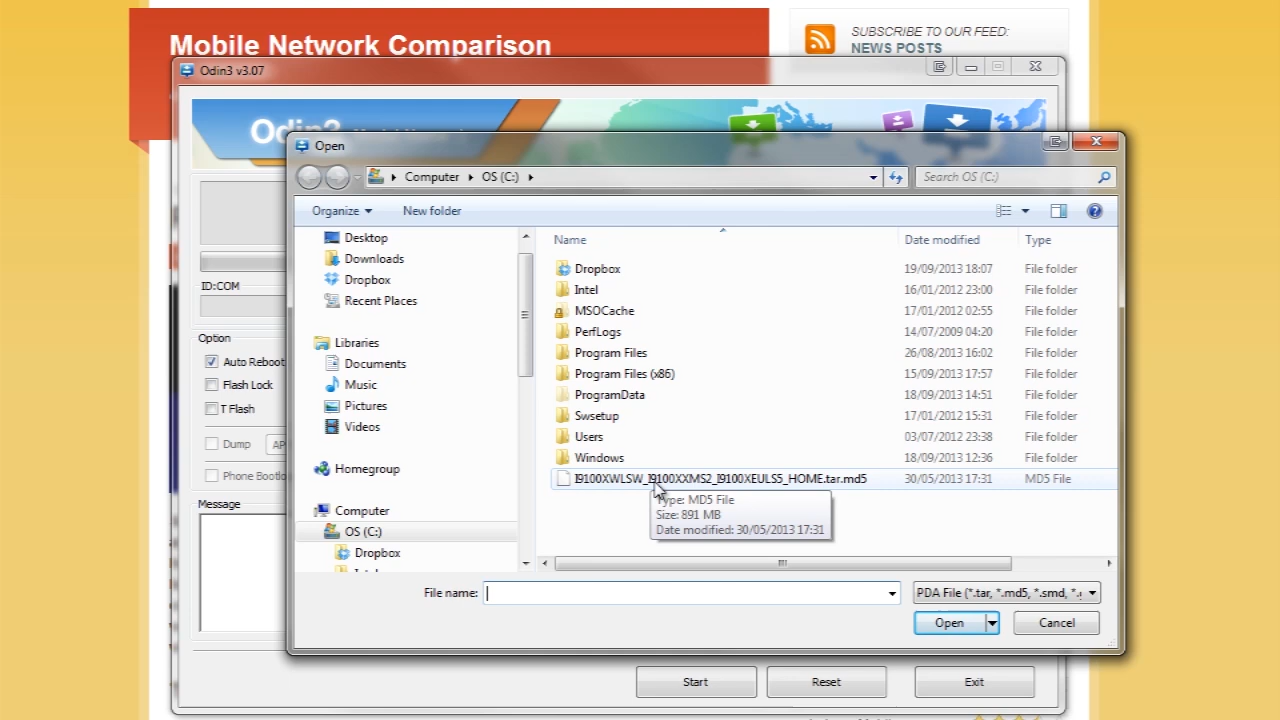 Mobile Network Comparison
SUBSCRIBE TO OUR FEED:
NEWS POSTS
Odin3 v3.07
Odin3
Open
Computer
OS (C:)
Search OS (C:)
Organize
New folder
Name
Date modified
Type
Desktop
Downloads
Dropbox
Recent Places
Libraries
Documents
Music
Pictures
Videos
Homegroup
Computer
OS (C:)
Dropbox
Dropbox 19/09/2013 18:07 File folder
Intel 16/01/2012 23:00 File folder
MSOCache 17/01/2012 02:55 File folder
PerfLogs 14/07/2009 04:20 File folder
Program Files 26/08/2013 16:02 File folder
Program Files (x86) 15/09/2013 17:57 File folder
ProgramData 18/09/2013 14:51 File folder
Swsetup 17/01/2012 15:31 File folder
Users 03/07/2012 23:38 File folder
Windows 18/09/2013 12:36 File folder
I9100XWLSW_I9100XXMS2_I9100XEULS5_HOME.tar.md5 30/05/2013 17:31 MD5 File
Type: MD5 File
Size: 891 MB
Date modified: 30/05/2013 17:31
File name:
PDA File (*.tar, *.md5, *.smd, *.
Open
Cancel
ID:COM
Option
Auto Reboot
Flash Lock
T Flash
Dump
AP
Phone Bootlo
Message
Start
Reset
Exit